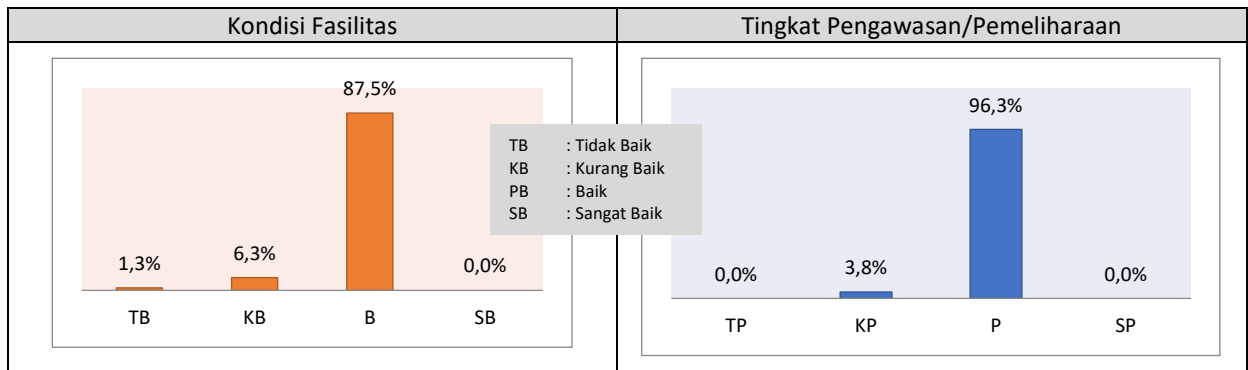 Kondisi Fasilitas
87,5%
1,3%
6,3%
0,0%
TB KB B SB
TB : Tidak Baik
KB : Kurang Baik
PB : Baik
SB : Sangat Baik
Tingkat Pengawasan/Pemeliharaan
96,3%
0,0%
3,8%
0,0%
TP KP P SP